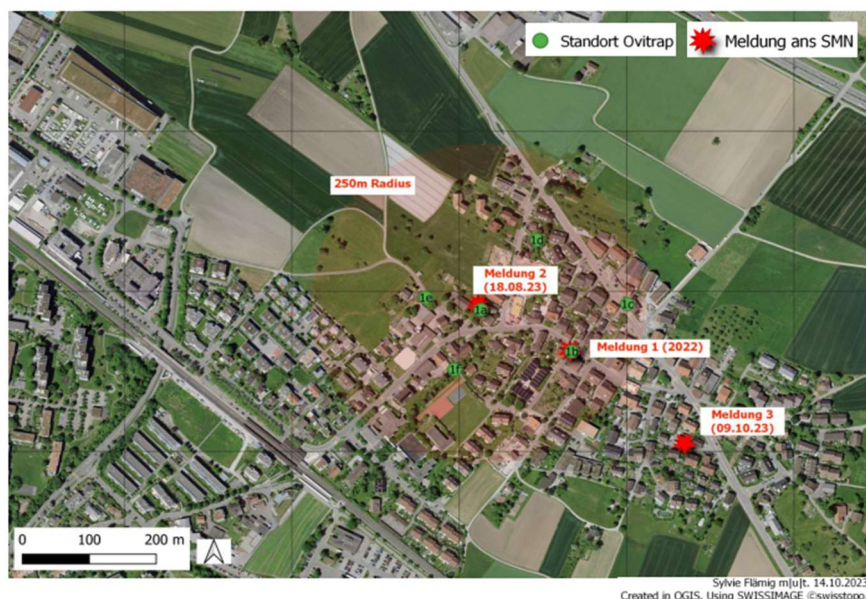 Standort Ovitrap
Meldung ans SMN
250m Radius
1d
Meldung 2
(18.08.23)
1e
1a
1c
1b
Meldung 1 (2022)
1f
Meldung 3
(09.10.23)
0 100 200 m
Sylvie Flämig m|u|t. 14.10.2023
Created in QGIS. Using SWISSIMAGE ©swisstopo